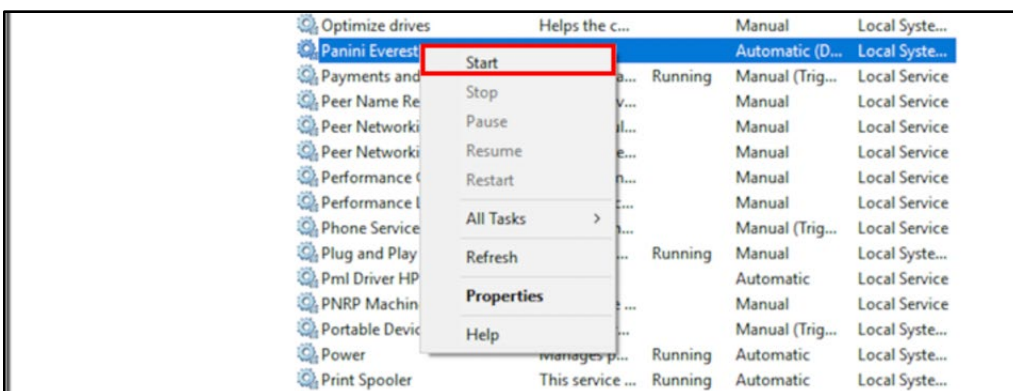 Optimize drives Helps the c... Manual Local Syste...
Panini Everest Automatic (D... Local Syste...
Start
Payments and a... Running Manual (Trig... Local Service
Stop
Peer Name Re v... Manual Local Service
Pause
Peer Networki ul... Manual Local Service
Resume
Peer Networki e... Manual Local Service
Restart
Performance n... Manual Local Service
Performance c... Manual Local Service
All Tasks >
Phone Service n... Manual (Trig... Local Service
Plug and Play ... Running Manual Local Syste...
Refresh
Pml Driver HP Automatic Local Service
Properties
PNRP Machin e ... Manual Local Service
Portable Devic ... Manual (Trig... Local Syste...
Help
Power Manages p... Running Automatic Local Syste...
Print Spooler This service ... Running Automatic Local Syste...